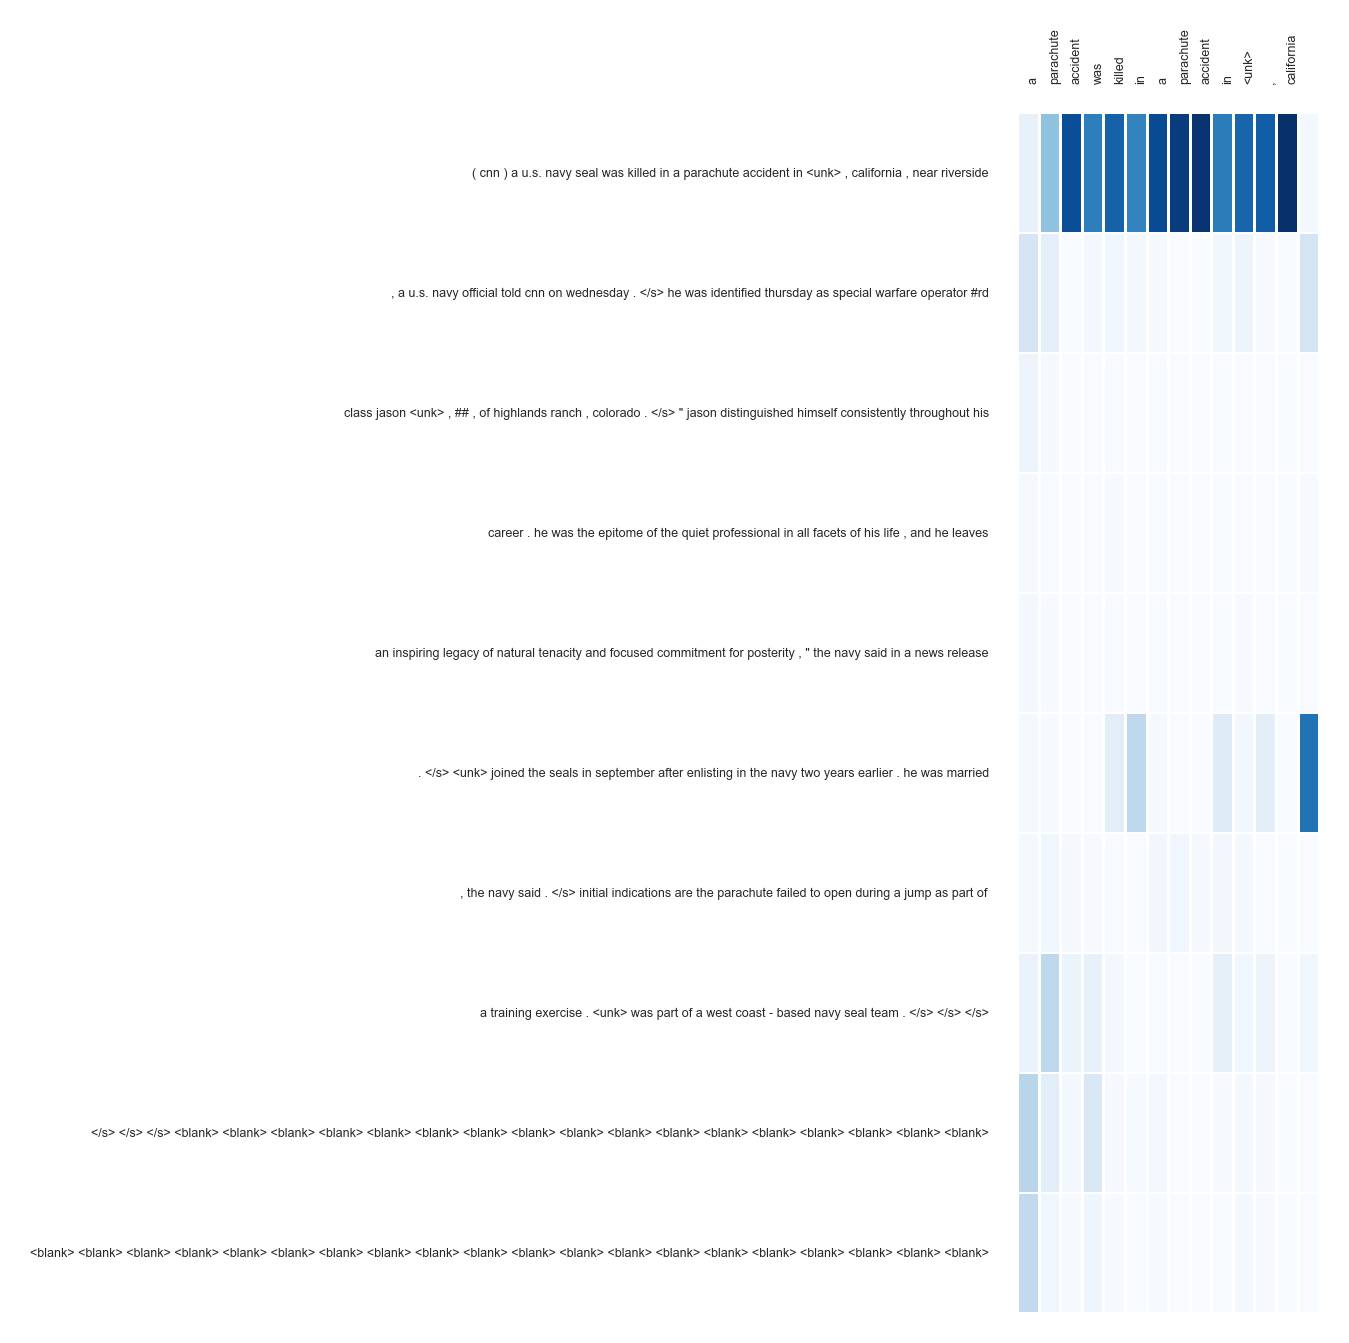 a parachute accident was killed in a parachute accident in <unk> , california
( cnn ) a u.s. navy seal was killed in a parachute accident in <unk> , california , near riverside
, a u.s. navy official told cnn on wednesday . </s> he was identified thursday as special warfare operator #rd
class jason <unk> , ## , of highlands ranch , colorado . </s> " jason distinguished himself consistently throughout his
career . he was the epitome of the quiet professional in all facets of his life , and he leaves
an inspiring legacy of natural tenacity and focused commitment for posterity , " the navy said in a news release
. </s> <unk> joined the seals in september after enlisting in the navy two years earlier . he was married
, the navy said . </s> initial indications are the parachute failed to open during a jump as part of
a training exercise . <unk> was part of a west coast - based navy seal team . </s> </s> </s>
</s> </s> </s> <blank> <blank> <blank> <blank> <blank> <blank> <blank> <blank> <blank> <blank> <blank> <blank> <blank> <blank> <blank> <blank> <blank>
<blank> <blank> <blank> <blank> <blank> <blank> <blank> <blank> <blank> <blank> <blank> <blank> <blank> <blank> <blank> <blank> <blank> <blank> <blank> <blank>